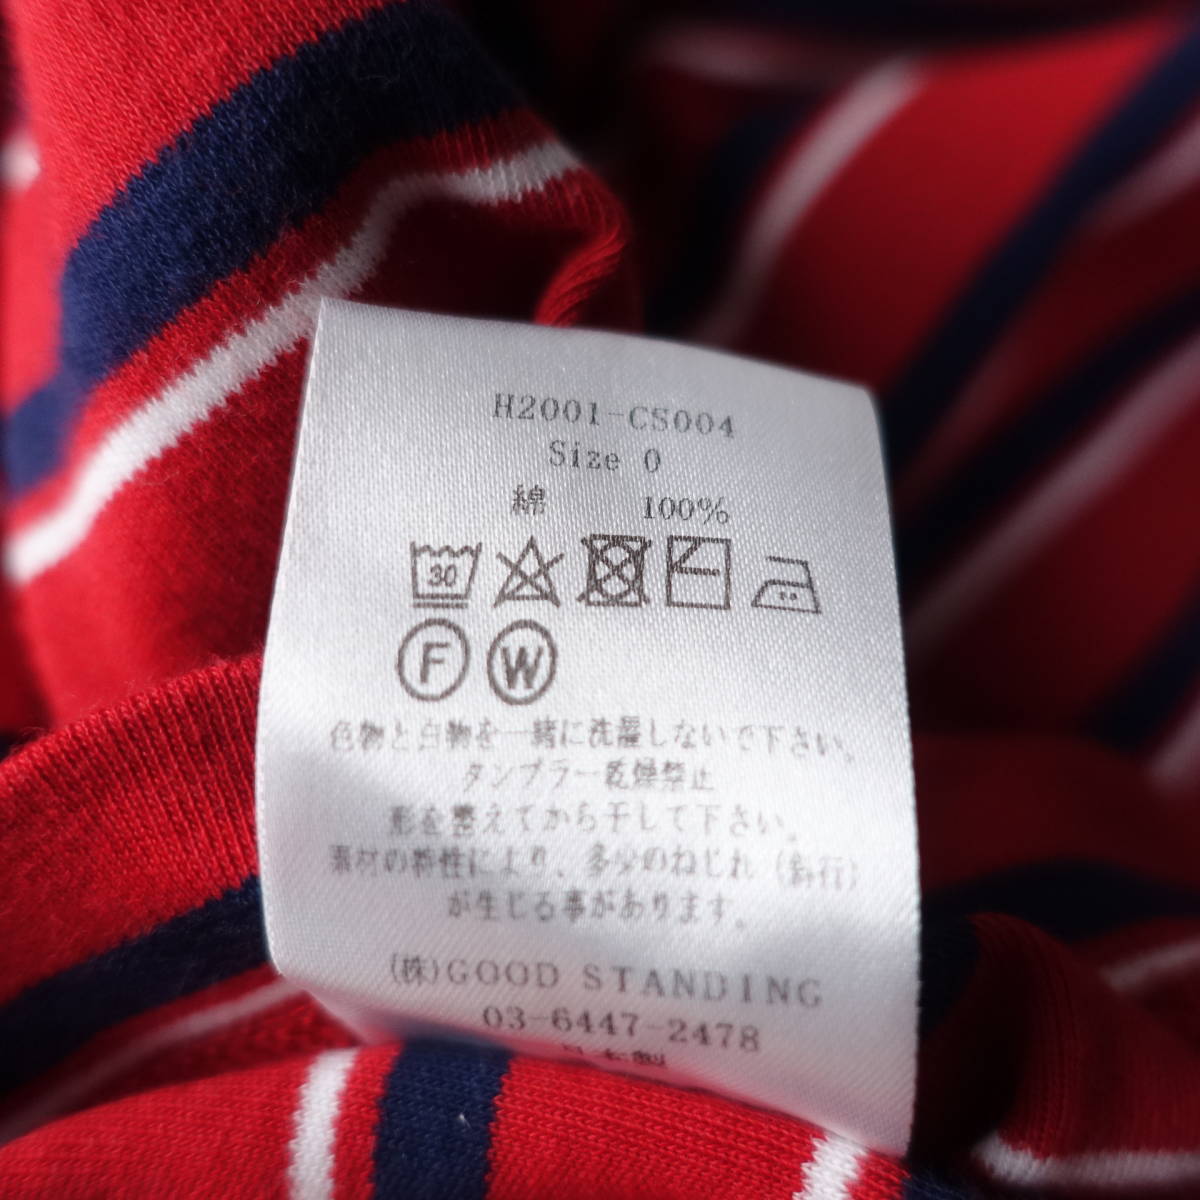 H2001-CS004
Size 0
綿 100%
30
F W
色物と白物を一緒に洗濯しないで下さい。
タンブラー乾燥禁止
形を整えてから干して下さい。
素材の特性により、多少のねじれ（斜行）
が生じる事があります。
(株)GOOD STANDING
03-6447-2478
日本製